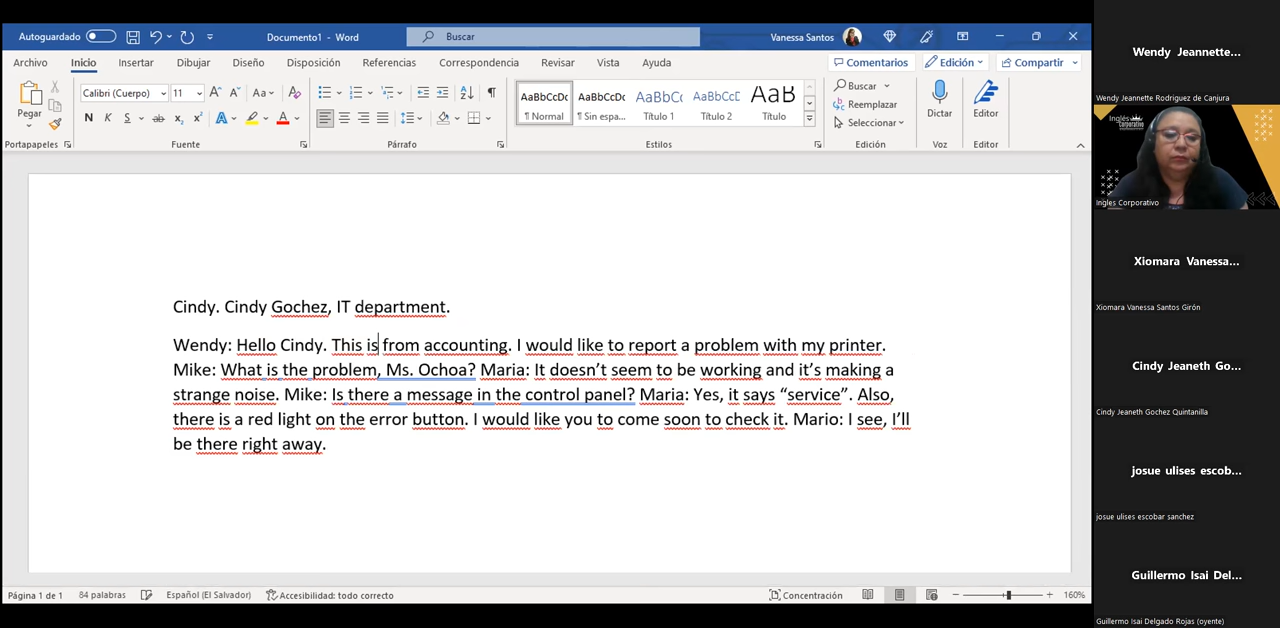 Autoguardado
Documento1 - Word
Buscar
Vanessa Santos
Archivo Inicio Insertar Dibujar Diseño Disposición Referencias Correspondencia Revisar Vista Ayuda
Comentarios Edición Compartir
Pegar
Calibri (Cuerpo) 11 A A Aa A
N K S ab x₂ x² A A
AaBbCcDc AaBbCcDc AaBbCc AaBbCcD AaB
¶ Normal ¶ Sin espa... Título 1 Título 2 Título
Buscar
Reemplazar
Seleccionar
Dictar
Editor
Portapapeles Fuente Párrafo Estilos Edición Voz Editor
Cindy. Cindy Gochez, IT department.
Wendy: Hello Cindy. This is from accounting. I would like to report a problem with my printer.
Mike: What is the problem, Ms. Ochoa? Maria: It doesn’t seem to be working and it’s making a
strange noise. Mike: Is there a message in the control panel? Maria: Yes, it says “service”. Also,
there is a red light on the error button. I would like you to come soon to check it. Mario: I see, I’ll
be there right away.
Página 1 de 1 84 palabras Español (El Salvador) Accesibilidad: todo correcto
Concentración 160%
Wendy Jeannette...
Wendy Jeannette Rodriguez de Canjura
Inglés
Corporativo
Ingles Corporativo
Xiomara Vanessa...
Xiomara Vanessa Santos Girón
Cindy Jeaneth Go...
Cindy Jeaneth Gochez Quintanilla
josue ulises escob...
josue ulises escobar sanchez
Guillermo Isai Del...
Guillermo Isai Delgado Rojas (oyente)